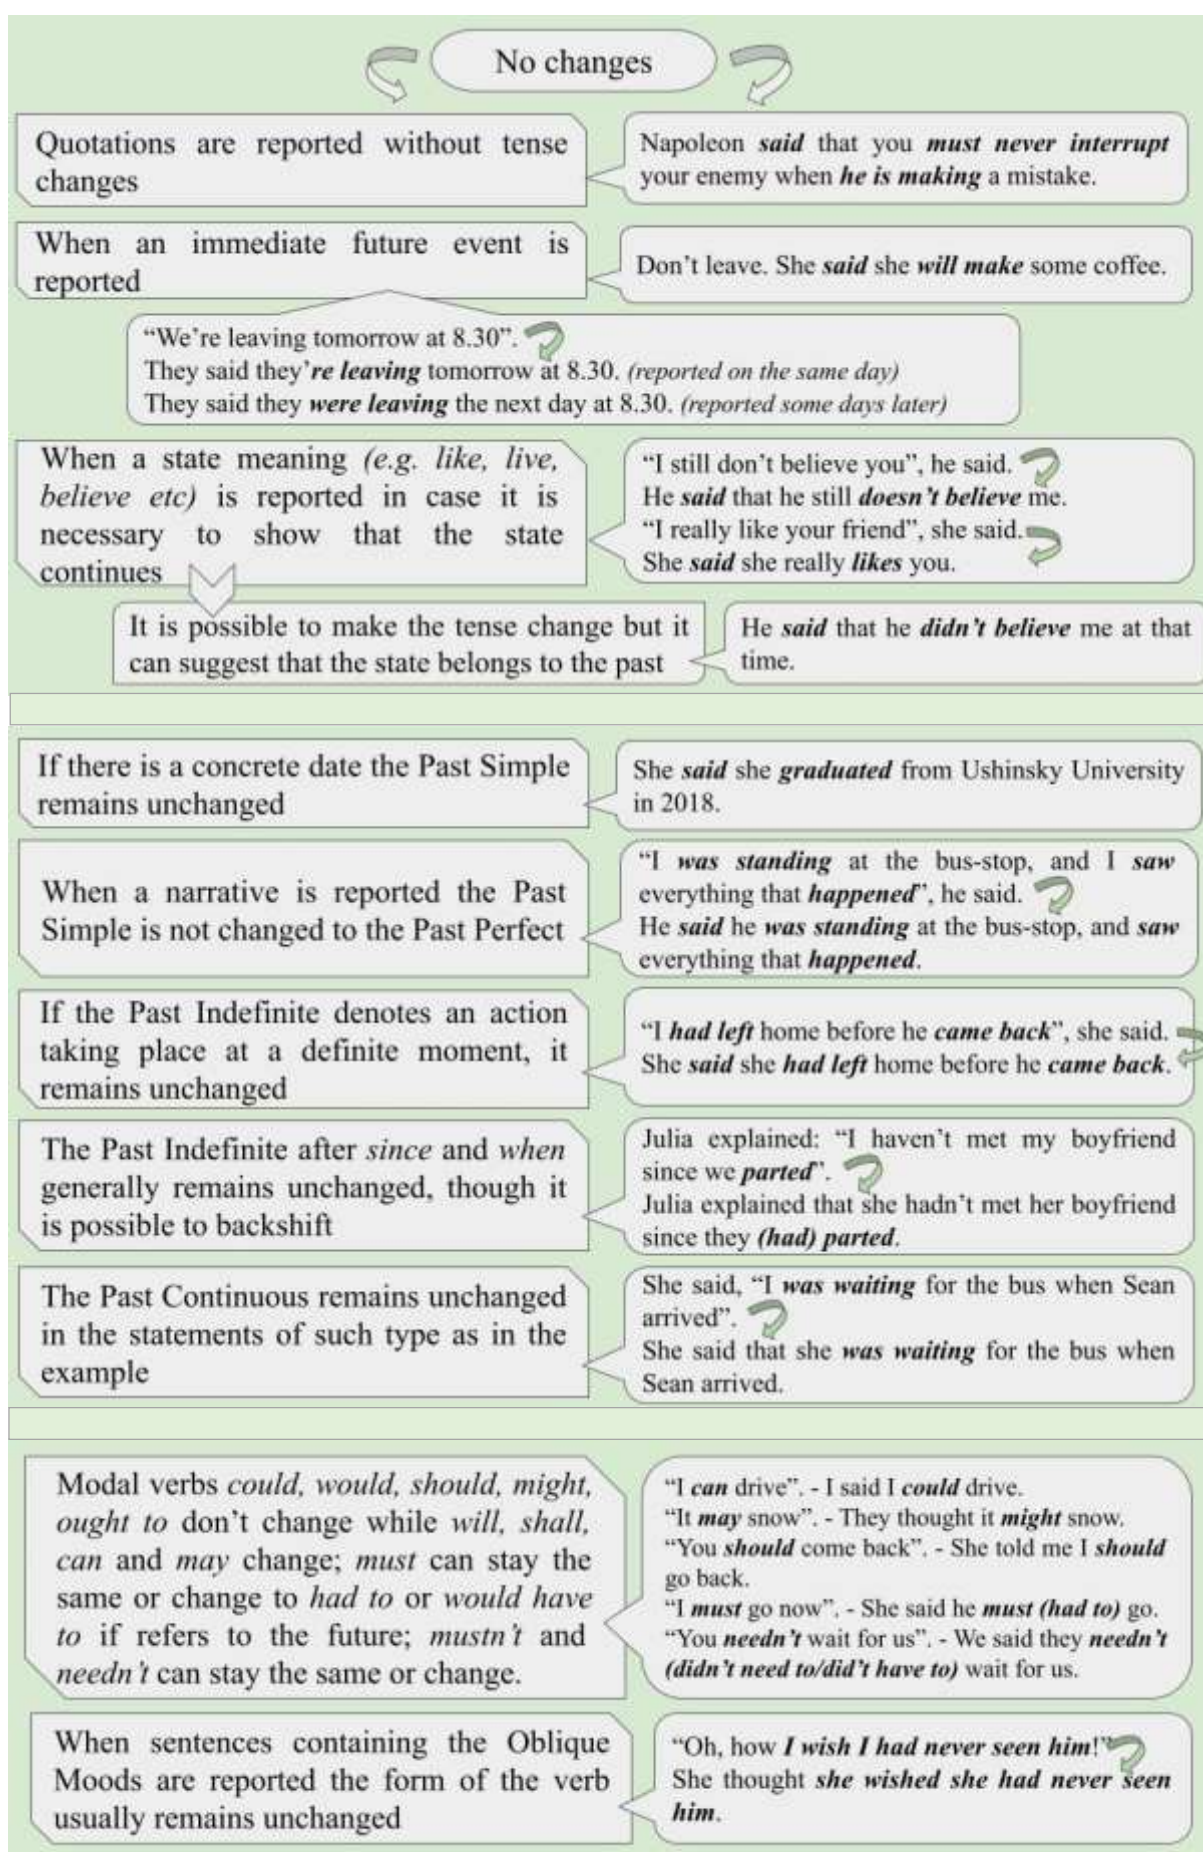 No changes
Quotations are reported without tense
changes
Napoleon said that you must never interrupt
your enemy when he is making a mistake.
When an immediate future event is
reported
Don't leave. She said she will make some coffee.
“We're leaving tomorrow at 8.30”.
They said they're leaving tomorrow at 8.30. (reported on the same day)
They said they were leaving the next day at 8.30. (reported some days later)
When a state meaning (e.g. like, live,
believe etc) is reported in case it is
necessary to show that the state
continues
“I still don't believe you”, he said.
He said that he still doesn't believe me.
“I really like your friend”, she said.
She said she really likes you.
It is possible to make the tense change but it
can suggest that the state belongs to the past
He said that he didn't believe me at that
time.
If there is a concrete date the Past Simple
remains unchanged
She said she graduated from Ushinsky University
in 2018.
When a narrative is reported the Past
Simple is not changed to the Past Perfect
“I was standing at the bus-stop, and I saw
everything that happened”, he said.
He said he was standing at the bus-stop, and saw
everything that happened.
If the Past Indefinite denotes an action
taking place at a definite moment, it
remains unchanged
“I had left home before he came back”, she said.
She said she had left home before he came back.
The Past Indefinite after since and when
generally remains unchanged, though it
is possible to backshift
Julia explained: “I haven't met my boyfriend
since we parted”.
Julia explained that she hadn't met her boyfriend
since they (had) parted.
The Past Continuous remains unchanged
in the statements of such type as in the
example
She said, “I was waiting for the bus when Sean
arrived”.
She said that she was waiting for the bus when
Sean arrived.
Modal verbs could, would, should, might,
ought to don't change while will, shall,
can and may change; must can stay the
same or change to had to or would have
to if refers to the future; mustn't and
needn't can stay the same or change.
“I can drive”. - I said I could drive.
“It may snow”. - They thought it might snow.
“You should come back”. - She told me I should
go back.
“I must go now”. - She said he must (had to) go.
“You needn't wait for us”. - We said they needn't
(didn't need to/did't have to) wait for us.
When sentences containing the Oblique
Moods are reported the form of the verb
usually remains unchanged
“Oh, how I wish I had never seen him!”
She thought she wished she had never seen
him.